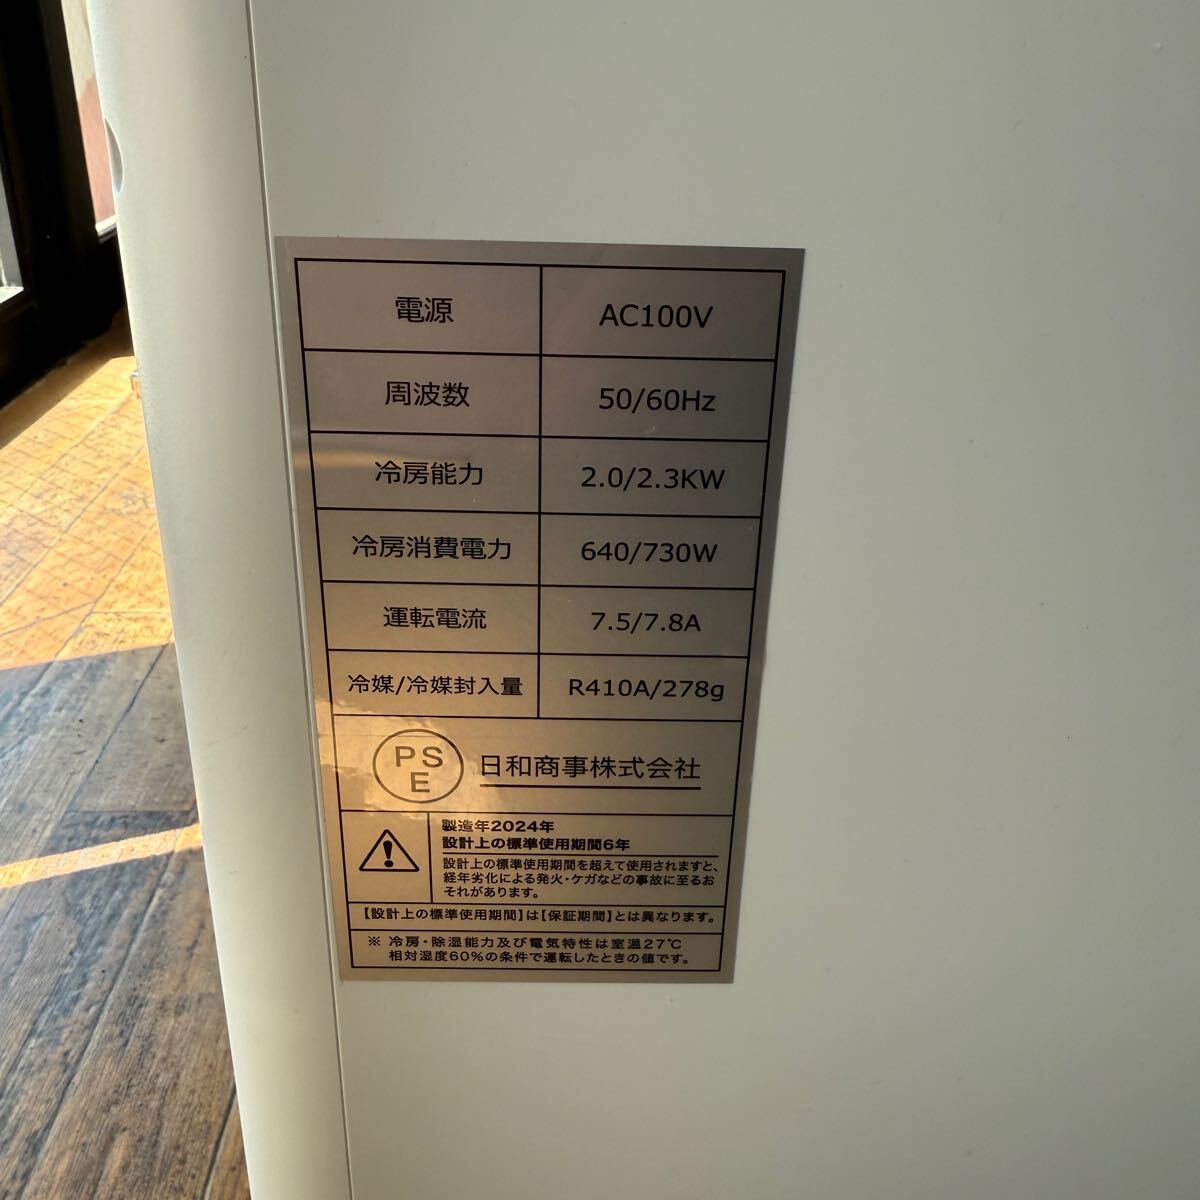 電源 AC100V
周波数 50/60Hz
冷房能力 2.0/2.3KW
冷房消費電力 640/730W
運転電流 7.5/7.8A
冷媒/冷媒封入量 R410A/278g
PS
E
日和商事株式会社
製造年2024年
設計上の標準使用期間6年
設計上の標準使用期間を超えて使用されますと、
経年劣化による発火・ケガなどの事故に至るお
それがあります。
【設計上の標準使用期間】は【保証期間】とは異なります。
※ 冷房・除湿能力及び電気特性は室温27℃
相対湿度60%の条件で運転したときの値です。